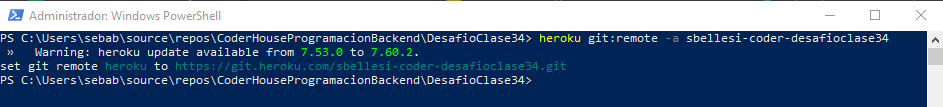 Administrador: Windows PowerShell
PS C:\Users\sebab\source\repos\CoderHouseProgramacionBackend\DesafioClase34> heroku git:remote -a sbellesi-coder-desafioclase34
 »   Warning: heroku update available from 7.53.0 to 7.60.2.
set git remote heroku to https://git.heroku.com/sbellesi-coder-desafioclase34.git
PS C:\Users\sebab\source\repos\CoderHouseProgramacionBackend\DesafioClase34>